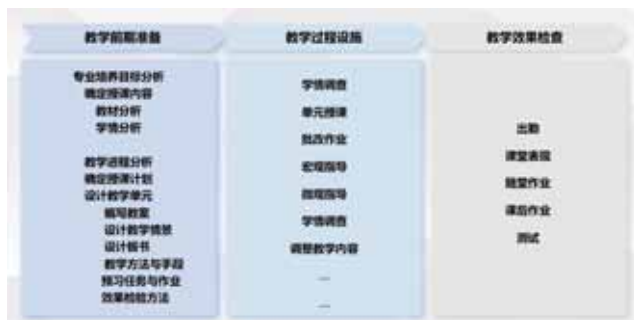 教学前期准备
教学过程设施
教学效果检查
专业培养目标分析
确定授课内容
教材分析
学情分析
教学进程分析
确定授课计划
设计教学单元
编写教案
设计教学情景
设计板书
教学方法与手段
预习任务与作业
效果检验方法
学情调查
单元授课
批改作业
宏观指导
微观指导
学情调查
调整教学内容
...
...
出勤
课堂表现
随堂作业
课后作业
测试